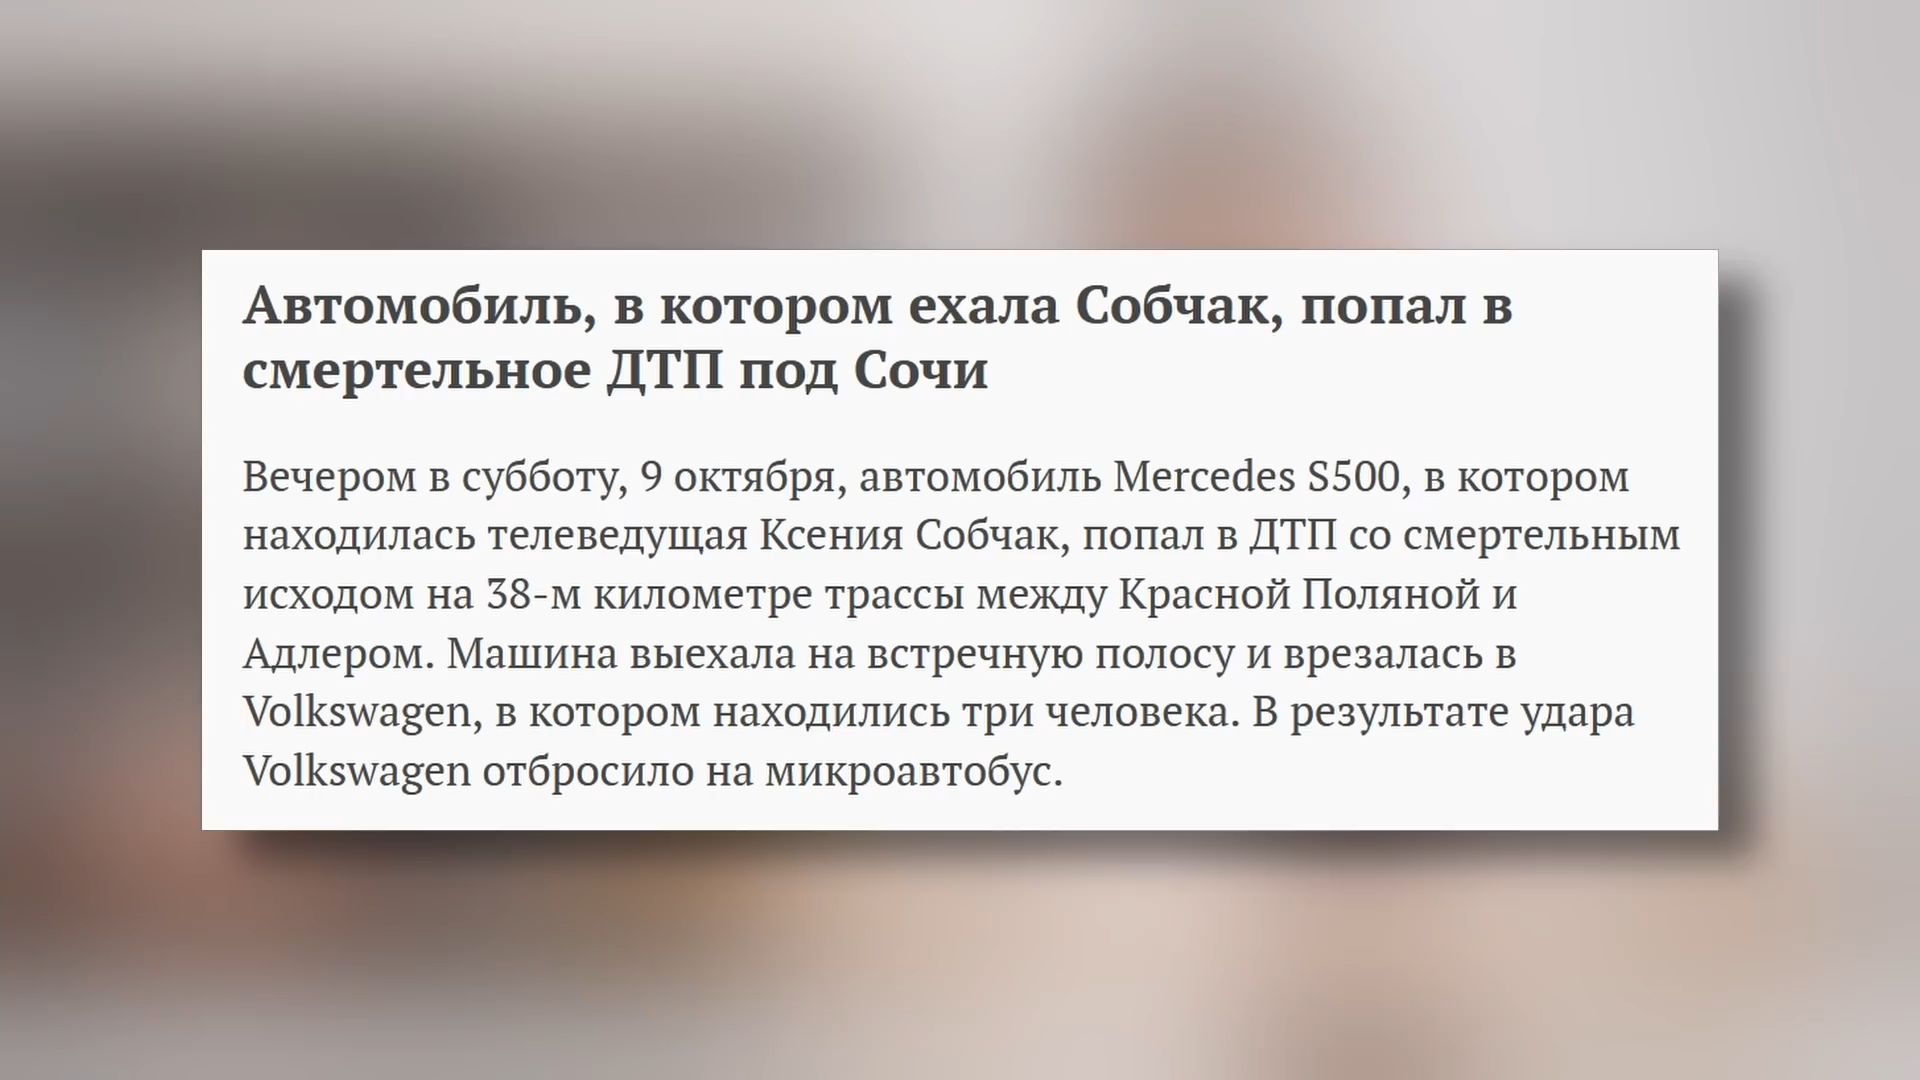 Автомобиль, в котором ехала Собчак, попал в
смертельное ДТП под Сочи
Вечером в субботу, 9 октября, автомобиль Mercedes S500, в котором
находилась телеведущая Ксения Собчак, попал в ДТП со смертельным
исходом на 38-м километре трассы между Красной Поляной и
Адлером. Машина выехала на встречную полосу и врезалась в
Volkswagen, в котором находились три человека. В результате удара
Volkswagen отбросило на микроавтобус.